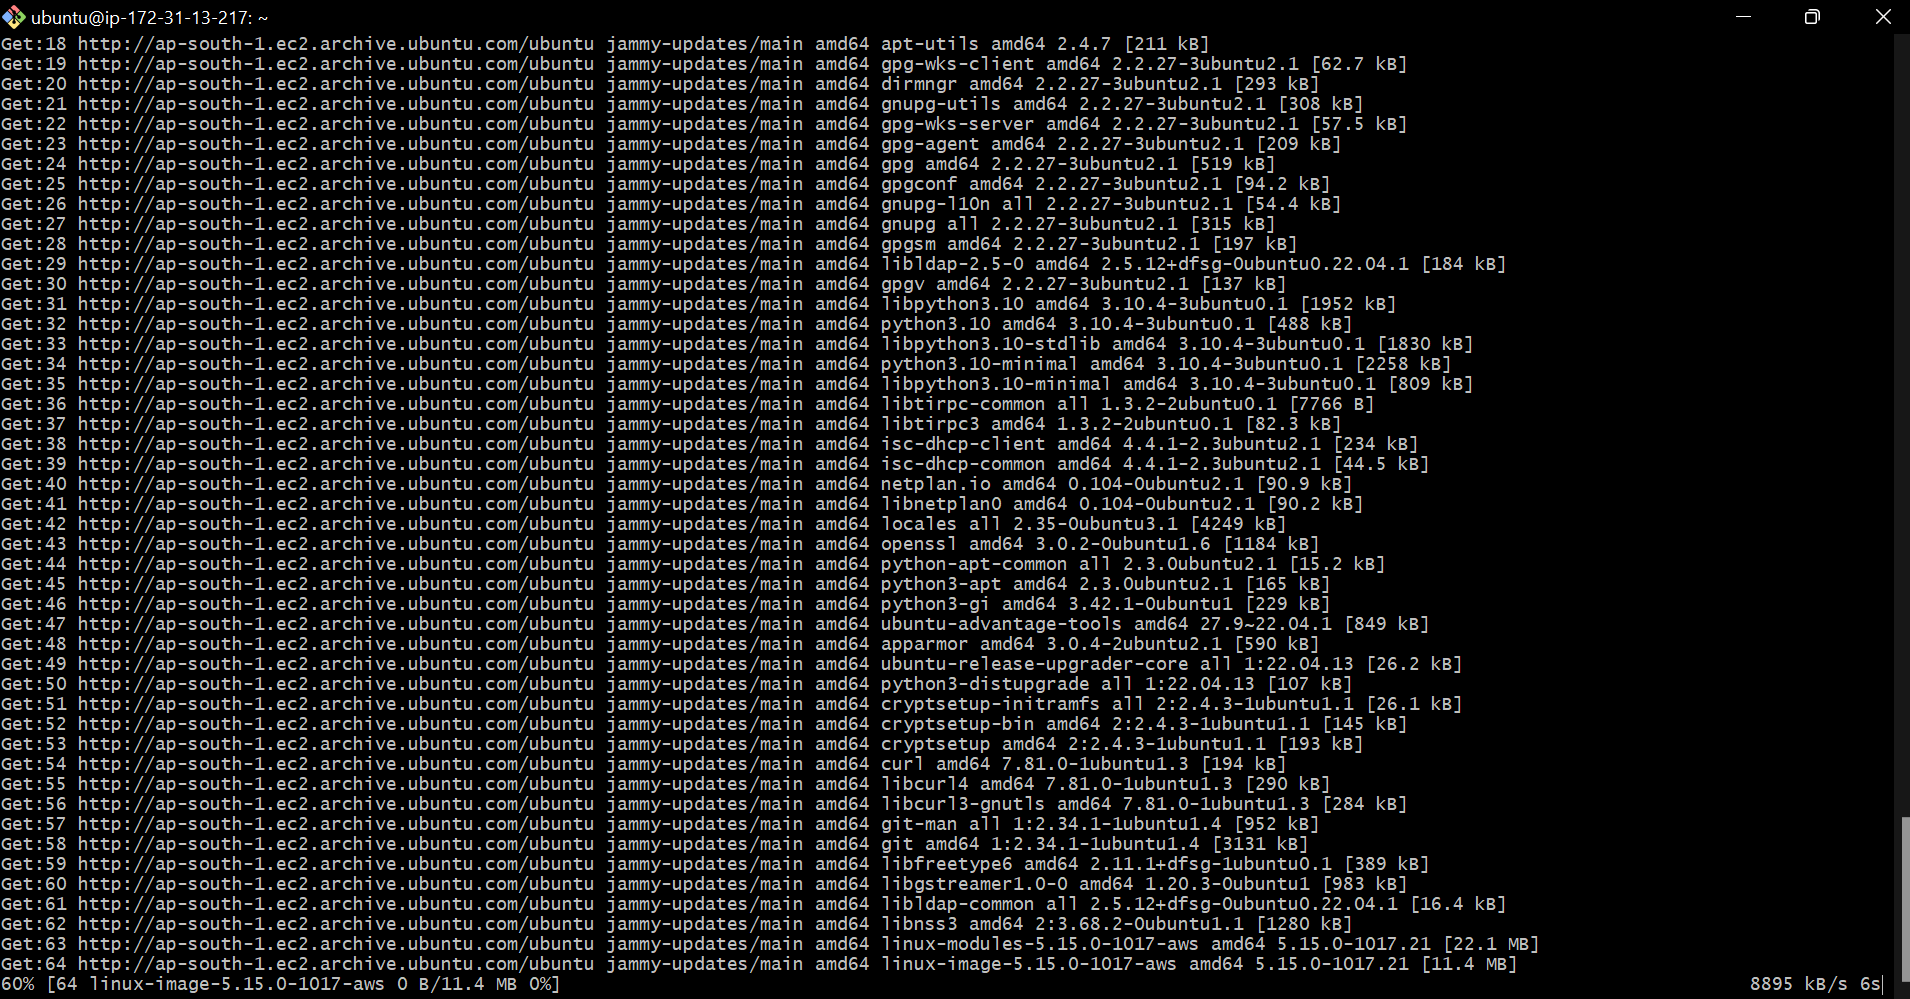 ubuntu@ip-172-31-13-217: ~
Get:18 http://ap-south-1.ec2.archive.ubuntu.com/ubuntu jammy-updates/main amd64 apt-utils amd64 2.4.7 [211 kB]
Get:19 http://ap-south-1.ec2.archive.ubuntu.com/ubuntu jammy-updates/main amd64 gpg-wks-client amd64 2.2.27-3ubuntu2.1 [62.7 kB]
Get:20 http://ap-south-1.ec2.archive.ubuntu.com/ubuntu jammy-updates/main amd64 dirmngr amd64 2.2.27-3ubuntu2.1 [293 kB]
Get:21 http://ap-south-1.ec2.archive.ubuntu.com/ubuntu jammy-updates/main amd64 gnupg-utils amd64 2.2.27-3ubuntu2.1 [308 kB]
Get:22 http://ap-south-1.ec2.archive.ubuntu.com/ubuntu jammy-updates/main amd64 gpg-wks-server amd64 2.2.27-3ubuntu2.1 [57.5 kB]
Get:23 http://ap-south-1.ec2.archive.ubuntu.com/ubuntu jammy-updates/main amd64 gpg-agent amd64 2.2.27-3ubuntu2.1 [209 kB]
Get:24 http://ap-south-1.ec2.archive.ubuntu.com/ubuntu jammy-updates/main amd64 gpg amd64 2.2.27-3ubuntu2.1 [519 kB]
Get:25 http://ap-south-1.ec2.archive.ubuntu.com/ubuntu jammy-updates/main amd64 gpgconf amd64 2.2.27-3ubuntu2.1 [94.2 kB]
Get:26 http://ap-south-1.ec2.archive.ubuntu.com/ubuntu jammy-updates/main amd64 gnupg-l10n all 2.2.27-3ubuntu2.1 [54.4 kB]
Get:27 http://ap-south-1.ec2.archive.ubuntu.com/ubuntu jammy-updates/main amd64 gnupg all 2.2.27-3ubuntu2.1 [315 kB]
Get:28 http://ap-south-1.ec2.archive.ubuntu.com/ubuntu jammy-updates/main amd64 gpgsm amd64 2.2.27-3ubuntu2.1 [197 kB]
Get:29 http://ap-south-1.ec2.archive.ubuntu.com/ubuntu jammy-updates/main amd64 libldap-2.5-0 amd64 2.5.12+dfsg-0ubuntu0.22.04.1 [184 kB]
Get:30 http://ap-south-1.ec2.archive.ubuntu.com/ubuntu jammy-updates/main amd64 gpgv amd64 2.2.27-3ubuntu2.1 [137 kB]
Get:31 http://ap-south-1.ec2.archive.ubuntu.com/ubuntu jammy-updates/main amd64 libpython3.10 amd64 3.10.4-3ubuntu0.1 [1952 kB]
Get:32 http://ap-south-1.ec2.archive.ubuntu.com/ubuntu jammy-updates/main amd64 python3.10 amd64 3.10.4-3ubuntu0.1 [488 kB]
Get:33 http://ap-south-1.ec2.archive.ubuntu.com/ubuntu jammy-updates/main amd64 libpython3.10-stdlib amd64 3.10.4-3ubuntu0.1 [1830 kB]
Get:34 http://ap-south-1.ec2.archive.ubuntu.com/ubuntu jammy-updates/main amd64 python3.10-minimal amd64 3.10.4-3ubuntu0.1 [2258 kB]
Get:35 http://ap-south-1.ec2.archive.ubuntu.com/ubuntu jammy-updates/main amd64 libpython3.10-minimal amd64 3.10.4-3ubuntu0.1 [809 kB]
Get:36 http://ap-south-1.ec2.archive.ubuntu.com/ubuntu jammy-updates/main amd64 libtirpc-common all 1.3.2-2ubuntu0.1 [7766 B]
Get:37 http://ap-south-1.ec2.archive.ubuntu.com/ubuntu jammy-updates/main amd64 libtirpc3 amd64 1.3.2-2ubuntu0.1 [82.3 kB]
Get:38 http://ap-south-1.ec2.archive.ubuntu.com/ubuntu jammy-updates/main amd64 isc-dhcp-client amd64 4.4.1-2.3ubuntu2.1 [234 kB]
Get:39 http://ap-south-1.ec2.archive.ubuntu.com/ubuntu jammy-updates/main amd64 isc-dhcp-common amd64 4.4.1-2.3ubuntu2.1 [44.5 kB]
Get:40 http://ap-south-1.ec2.archive.ubuntu.com/ubuntu jammy-updates/main amd64 netplan.io amd64 0.104-0ubuntu2.1 [90.9 kB]
Get:41 http://ap-south-1.ec2.archive.ubuntu.com/ubuntu jammy-updates/main amd64 libnetplan0 amd64 0.104-0ubuntu2.1 [90.2 kB]
Get:42 http://ap-south-1.ec2.archive.ubuntu.com/ubuntu jammy-updates/main amd64 locales all 2.35-0ubuntu3.1 [4249 kB]
Get:43 http://ap-south-1.ec2.archive.ubuntu.com/ubuntu jammy-updates/main amd64 openssl amd64 3.0.2-0ubuntu1.6 [1184 kB]
Get:44 http://ap-south-1.ec2.archive.ubuntu.com/ubuntu jammy-updates/main amd64 python-apt-common all 2.3.0ubuntu2.1 [15.2 kB]
Get:45 http://ap-south-1.ec2.archive.ubuntu.com/ubuntu jammy-updates/main amd64 python3-apt amd64 2.3.0ubuntu2.1 [165 kB]
Get:46 http://ap-south-1.ec2.archive.ubuntu.com/ubuntu jammy-updates/main amd64 python3-gi amd64 3.42.1-0ubuntu1 [229 kB]
Get:47 http://ap-south-1.ec2.archive.ubuntu.com/ubuntu jammy-updates/main amd64 ubuntu-advantage-tools amd64 27.9~22.04.1 [849 kB]
Get:48 http://ap-south-1.ec2.archive.ubuntu.com/ubuntu jammy-updates/main amd64 apparmor amd64 3.0.4-2ubuntu2.1 [590 kB]
Get:49 http://ap-south-1.ec2.archive.ubuntu.com/ubuntu jammy-updates/main amd64 ubuntu-release-upgrader-core all 1:22.04.13 [26.2 kB]
Get:50 http://ap-south-1.ec2.archive.ubuntu.com/ubuntu jammy-updates/main amd64 python3-distupgrade all 1:22.04.13 [107 kB]
Get:51 http://ap-south-1.ec2.archive.ubuntu.com/ubuntu jammy-updates/main amd64 cryptsetup-initramfs all 2:2.4.3-1ubuntu1.1 [26.1 kB]
Get:52 http://ap-south-1.ec2.archive.ubuntu.com/ubuntu jammy-updates/main amd64 cryptsetup-bin amd64 2:2.4.3-1ubuntu1.1 [145 kB]
Get:53 http://ap-south-1.ec2.archive.ubuntu.com/ubuntu jammy-updates/main amd64 cryptsetup amd64 2:2.4.3-1ubuntu1.1 [193 kB]
Get:54 http://ap-south-1.ec2.archive.ubuntu.com/ubuntu jammy-updates/main amd64 curl amd64 7.81.0-1ubuntu1.3 [194 kB]
Get:55 http://ap-south-1.ec2.archive.ubuntu.com/ubuntu jammy-updates/main amd64 libcurl4 amd64 7.81.0-1ubuntu1.3 [290 kB]
Get:56 http://ap-south-1.ec2.archive.ubuntu.com/ubuntu jammy-updates/main amd64 libcurl3-gnutls amd64 7.81.0-1ubuntu1.3 [284 kB]
Get:57 http://ap-south-1.ec2.archive.ubuntu.com/ubuntu jammy-updates/main amd64 git-man all 1:2.34.1-1ubuntu1.4 [952 kB]
Get:58 http://ap-south-1.ec2.archive.ubuntu.com/ubuntu jammy-updates/main amd64 git amd64 1:2.34.1-1ubuntu1.4 [3131 kB]
Get:59 http://ap-south-1.ec2.archive.ubuntu.com/ubuntu jammy-updates/main amd64 libfreetype6 amd64 2.11.1+dfsg-1ubuntu0.1 [389 kB]
Get:60 http://ap-south-1.ec2.archive.ubuntu.com/ubuntu jammy-updates/main amd64 libgstreamer1.0-0 amd64 1.20.3-0ubuntu1 [983 kB]
Get:61 http://ap-south-1.ec2.archive.ubuntu.com/ubuntu jammy-updates/main amd64 libldap-common all 2.5.12+dfsg-0ubuntu0.22.04.1 [16.4 kB]
Get:62 http://ap-south-1.ec2.archive.ubuntu.com/ubuntu jammy-updates/main amd64 libnss3 amd64 2:3.68.2-0ubuntu1.1 [1280 kB]
Get:63 http://ap-south-1.ec2.archive.ubuntu.com/ubuntu jammy-updates/main amd64 linux-modules-5.15.0-1017-aws amd64 5.15.0-1017.21 [22.1 MB]
Get:64 http://ap-south-1.ec2.archive.ubuntu.com/ubuntu jammy-updates/main amd64 linux-image-5.15.0-1017-aws amd64 5.15.0-1017.21 [11.4 MB]
60% [64 linux-image-5.15.0-1017-aws 0 B/11.4 MB 0%] 8895 kB/s 6s